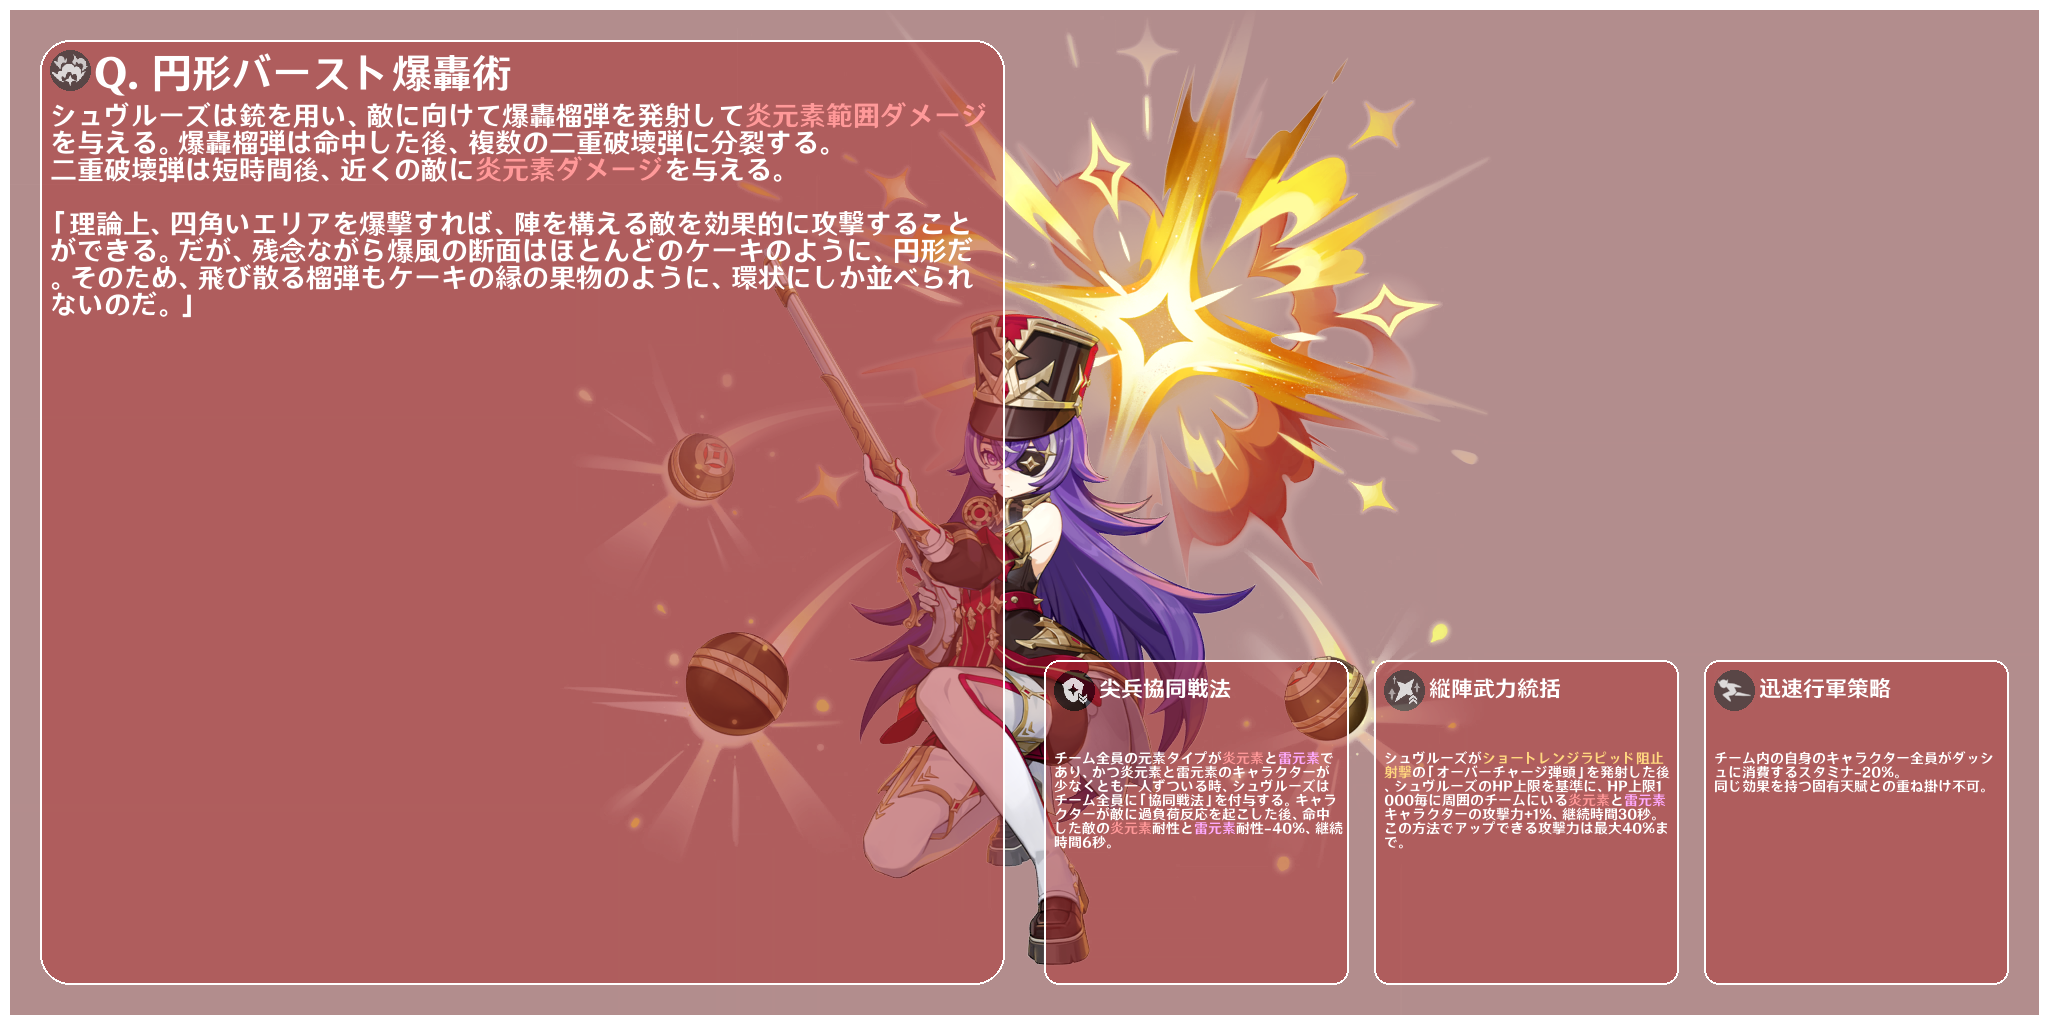 Q. 円形バースト爆轟術
シュヴルーズは銃を用い、敵に向けて爆轟榴弾を発射して炎元素範囲ダメージ
を与える。爆轟榴弾は命中した後、複数の二重破壊弾に分裂する。
二重破壊弾は短時間後、近くの敵に炎元素ダメージを与える。
「理論上、四角いエリアを爆撃すれば、陣を構える敵を効果的に攻撃すること
ができる。だが、残念ながら爆風の断面はほとんどのケーキのように、円形だ
。そのため、飛び散る榴弾もケーキの縁の果物のように、環状にしか並べられ
ないのだ。」
尖兵協同戦法
チーム全員の元素タイプが炎元素と雷元素で
あり、かつ炎元素と雷元素のキャラクターが
少なくとも一人ずついる時、シュヴルーズは
チーム全員に「協同戦法」を付与する。キャラ
クターが敵に過負荷反応を起こした後、命中
した敵の炎元素耐性と雷元素耐性-40%、継続
時間6秒。
縦陣武力統括
シュヴルーズがショートレンジラピッド阻止
射撃の「オーバーチャージ弾頭」を発射した後
、シュヴルーズのHP上限を基準に、HP上限1
000毎に周囲のチームにいる炎元素と雷元素
キャラクターの攻撃力+1%、継続時間30秒。
この方法でアップできる攻撃力は最大40%ま
で。
迅速行軍策略
チーム内の自身のキャラクター全員がダッシ
ュに消費するスタミナ-20%。
同じ効果を持つ固有天賦との重ね掛け不可。